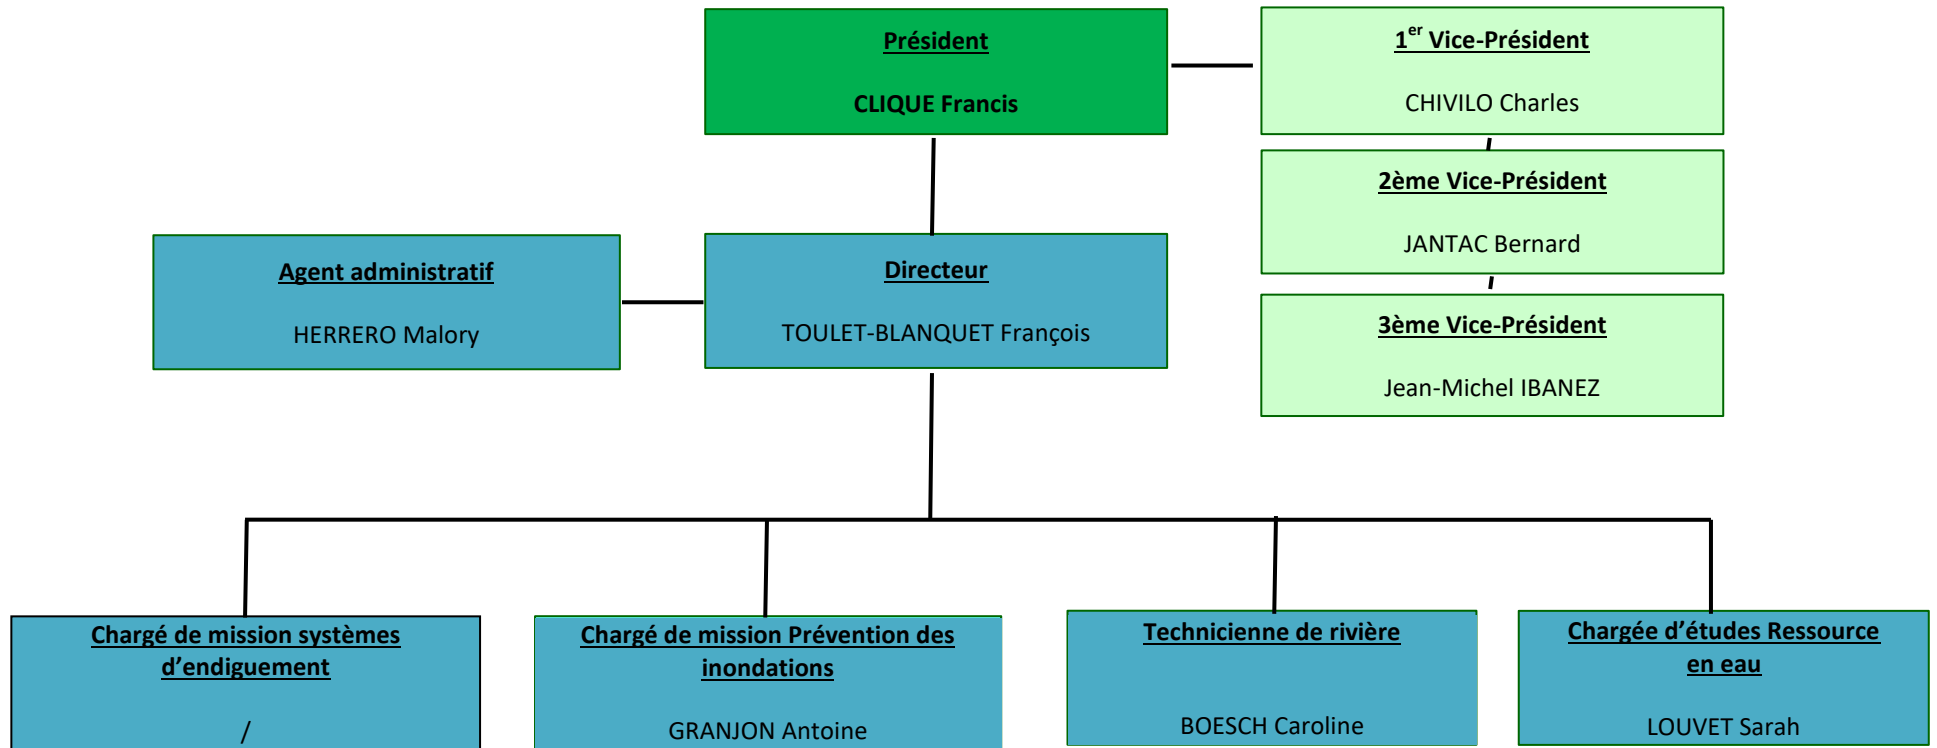 Président
CLIQUE Francis
1er Vice-Président
CHIVILO Charles
2ème Vice-Président
JANTAC Bernard
3ème Vice-Président
Jean-Michel IBANEZ
Agent administratif
HERRERO Malory
Directeur
TOULET-BLANQUET François
Chargé de mission systèmes
d’endiguement
/
Chargé de mission Prévention des
inondations
GRANJON Antoine
Technicienne de rivière
BOESCH Caroline
Chargée d’études Ressource
en eau
LOUVET Sarah